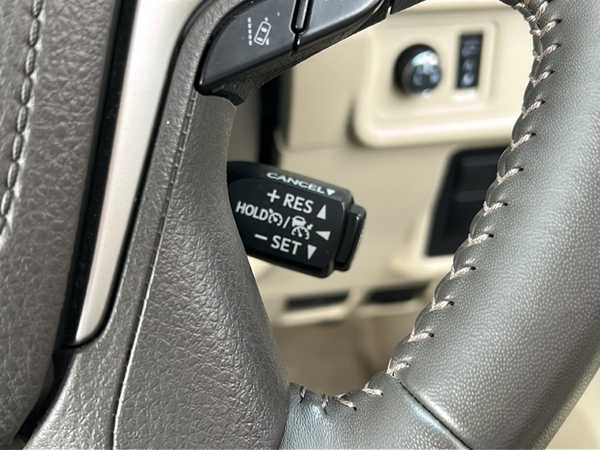 CANCEL
+ RES
HOLD /
- SET